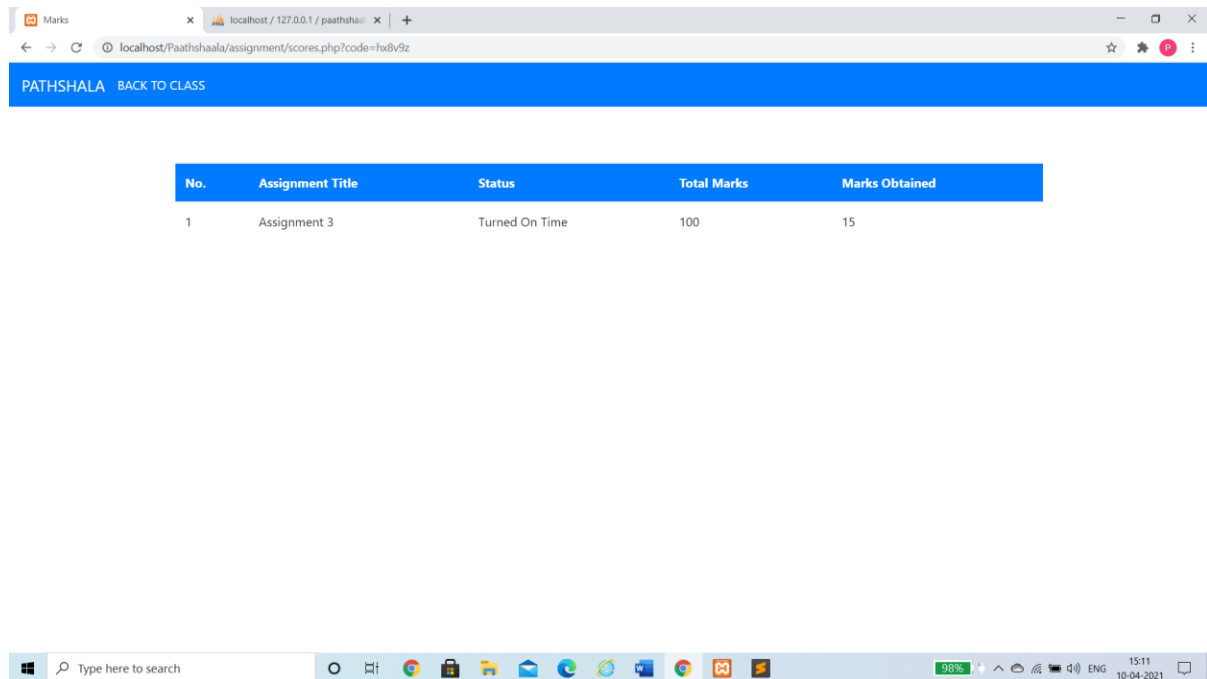 Marks
localhost / 127.0.0.1 / paathshaal
localhost/Paathshaala/assignment/scores.php?code=hx8v9z
P
PATHSHALA BACK TO CLASS
No. Assignment Title Status Total Marks Marks Obtained
1 Assignment 3 Turned On Time 100 15
Type here to search
98% ENG 15:11
10-04-2021